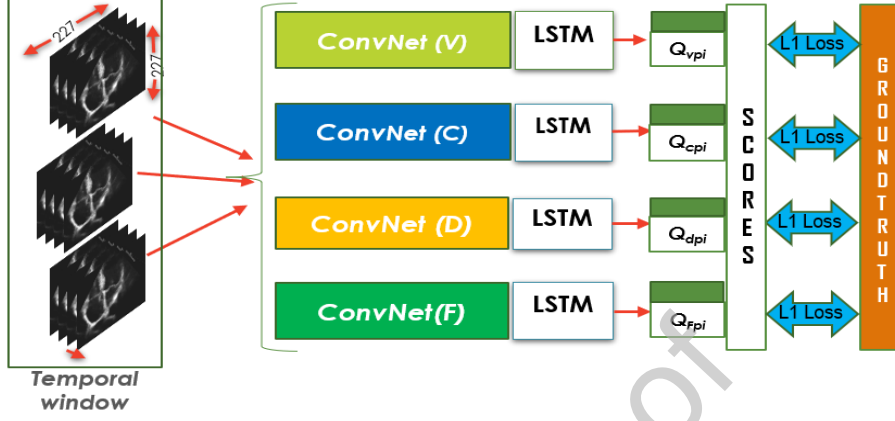 227
227
Temporal
window
ConvNet (V)
LSTM
Qvpi
L1 Loss
ConvNet (C)
LSTM
Qcpi
L1 Loss
ConvNet (D)
LSTM
Qdpi
L1 Loss
ConvNet(F)
LSTM
QFpi
L1 Loss
SCORES
GROUNDTRUTH
of